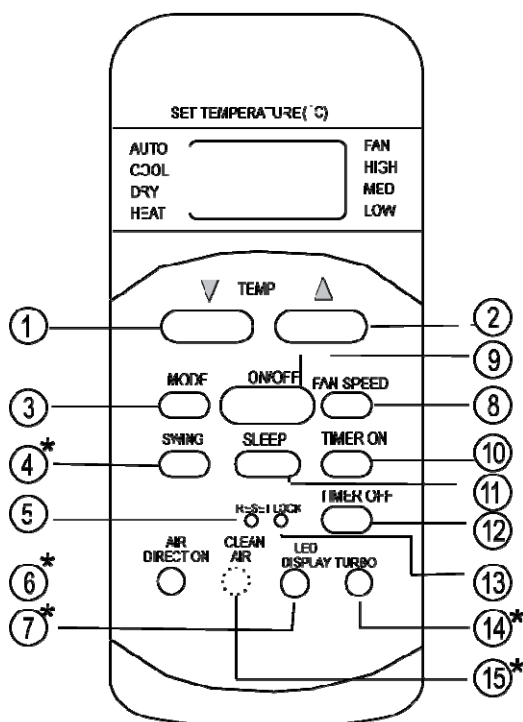 SET TEMPERATURE(°C)
AUTO
COOL
DRY
HEAT
FAN
HIGH
MED
LOW
TEMP
1
2
9
MODE
ON/OFF
FAN SPEED
3
8
SWING
SLEEP
TIMER ON
4*
10
11
TIMER OFF
5
RESET LOCK
12
AIR
DIRECTION
CLEAN
AIR
LED
DISPLAY TURBO
6*
13
7*
14*
15*